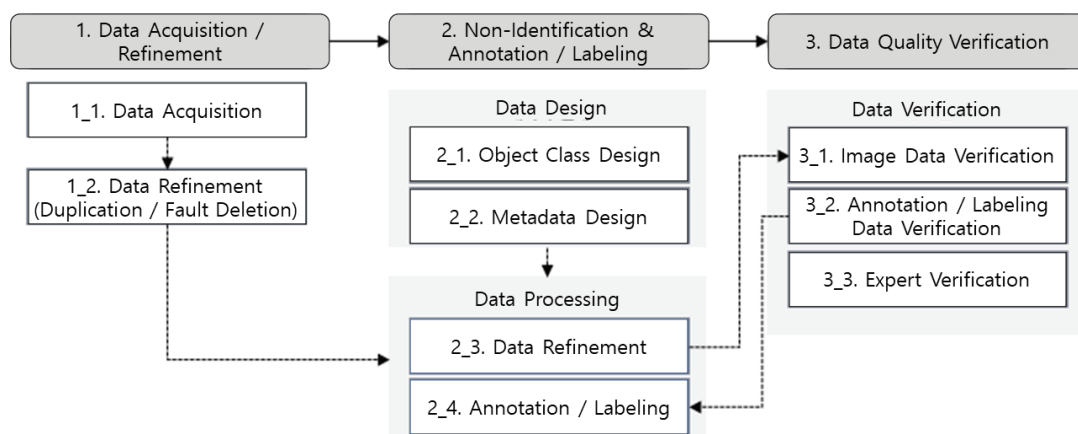 1. Data Acquisition /
Refinement
2. Non-Identification &
Annotation / Labeling
3. Data Quality Verification
1_1. Data Acquisition
1_2. Data Refinement
(Duplication / Fault Deletion)
Data Design
2_1. Object Class Design
2_2. Metadata Design
Data Processing
2_3. Data Refinement
2_4. Annotation / Labeling
Data Verification
3_1. Image Data Verification
3_2. Annotation / Labeling
Data Verification
3_3. Expert Verification